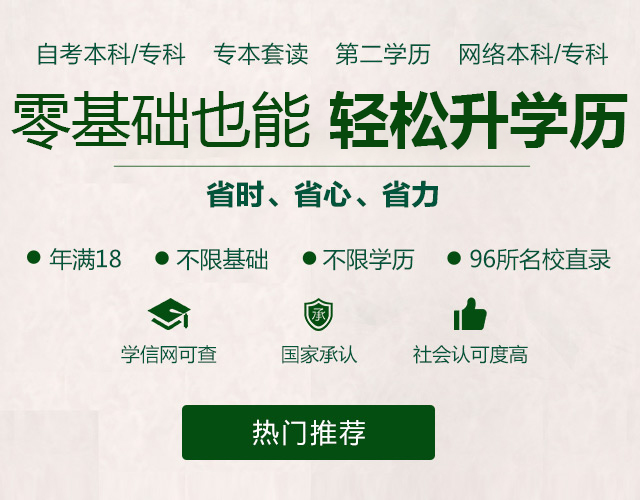 自考本科/专科 专本套读 第二学历 网络本科/专科
零基础也能 轻松升学历
省时、省心、省力
● 年满18 ● 不限基础 ● 不限学历 ● 96所名校直录
承
学信网可查 国家承认 社会认可度高
热门推荐